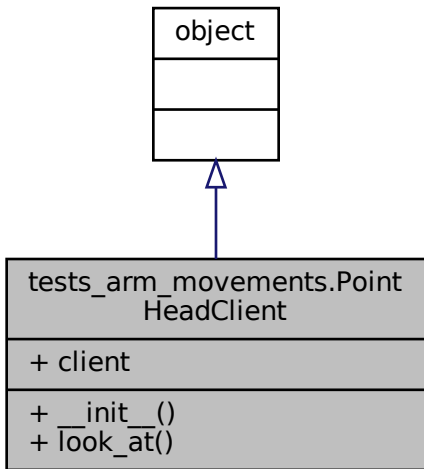 object
tests_arm_movements.Point
HeadClient
+ client
+ __init__()
+ look_at()